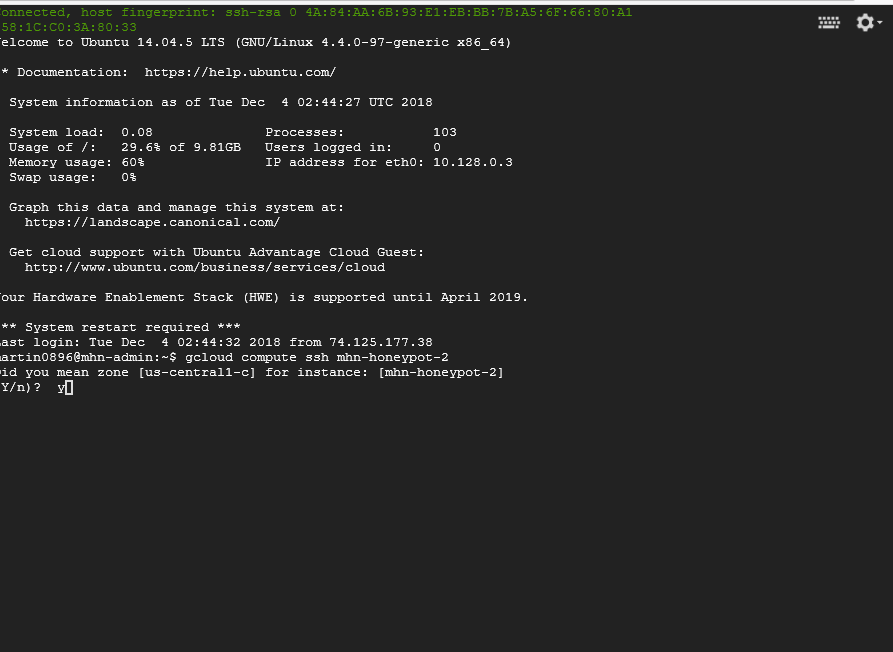 onnected, host fingerprint: ssh-rsa 0 4A:84:AA:6B:93:E1:EB:BB:7B:A5:6F:66:80:A1
58:1C:C0:3A:80:33
elcome to Ubuntu 14.04.5 LTS (GNU/Linux 4.4.0-97-generic x86_64)
* Documentation:  https://help.ubuntu.com/
System information as of Tue Dec  4 02:44:27 UTC 2018
System load:  0.08              Processes:           103
Usage of /:   29.6% of 9.81GB   Users logged in:     0
Memory usage: 60%               IP address for eth0: 10.128.0.3
Swap usage:   0%
Graph this data and manage this system at:
https://landscape.canonical.com/
Get cloud support with Ubuntu Advantage Cloud Guest:
http://www.ubuntu.com/business/services/cloud
our Hardware Enablement Stack (HWE) is supported until April 2019.
** System restart required ***
ast login: Tue Dec  4 02:44:32 2018 from 74.125.177.38
artin0896@mhn-admin:~$ gcloud compute ssh mhn-honeypot-2
id you mean zone [us-central1-c] for instance: [mhn-honeypot-2]
Y/n)?  y